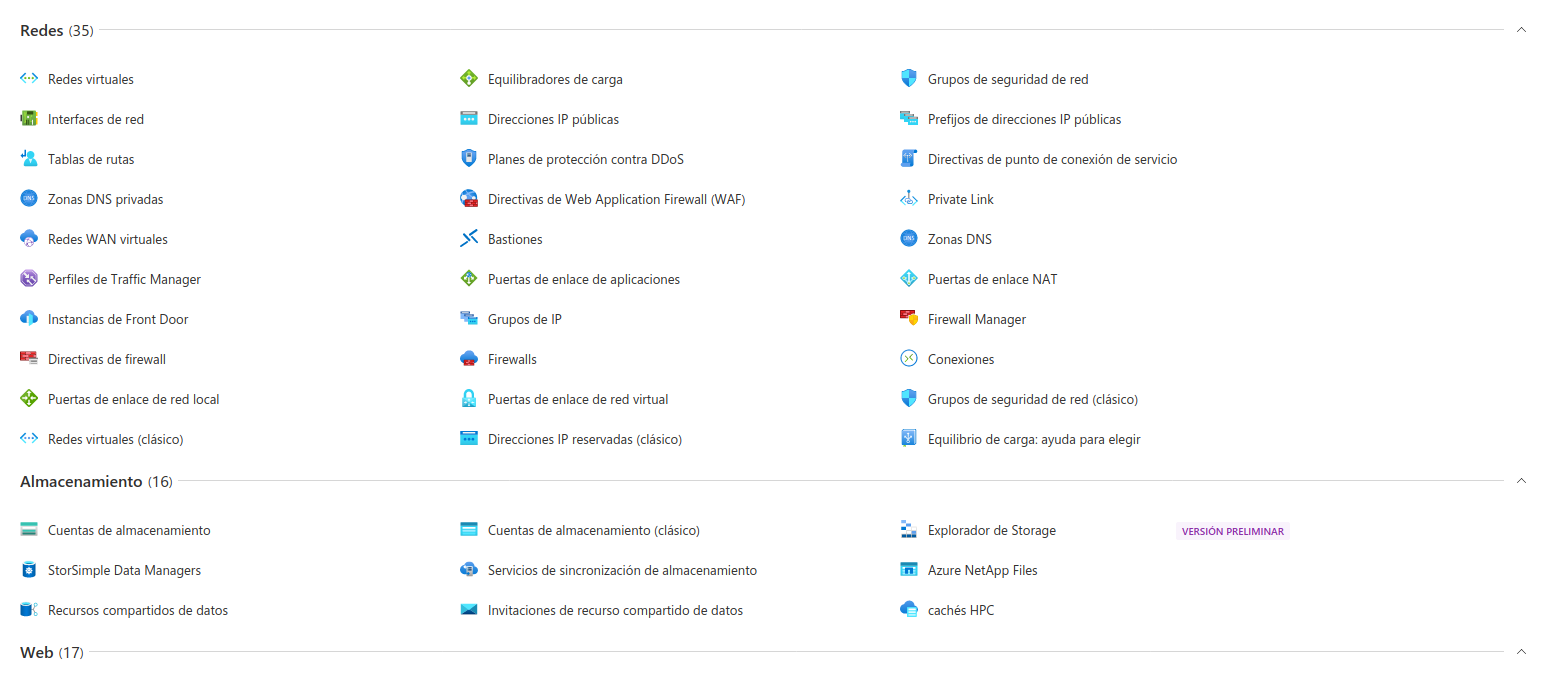 Redes (35)
Redes virtuales
Equilibradores de carga
Grupos de seguridad de red
Interfaces de red
Direcciones IP públicas
Prefijos de direcciones IP públicas
Tablas de rutas
Planes de protección contra DDoS
Directivas de punto de conexión de servicio
Zonas DNS privadas
Directivas de Web Application Firewall (WAF)
Private Link
Redes WAN virtuales
Bastiones
Zonas DNS
Perfiles de Traffic Manager
Puertas de enlace de aplicaciones
Puertas de enlace NAT
Instancias de Front Door
Grupos de IP
Firewall Manager
Directivas de firewall
Firewalls
Conexiones
Puertas de enlace de red local
Puertas de enlace de red virtual
Grupos de seguridad de red (clásico)
Redes virtuales (clásico)
Direcciones IP reservadas (clásico)
Equilibrio de carga: ayuda para elegir
Almacenamiento (16)
Cuentas de almacenamiento
Cuentas de almacenamiento (clásico)
Explorador de Storage
VERSIÓN PRELIMINAR
StorSimple Data Managers
Servicios de sincronización de almacenamiento
Azure NetApp Files
Recursos compartidos de datos
Invitaciones de recurso compartido de datos
cachés HPC
Web (17)